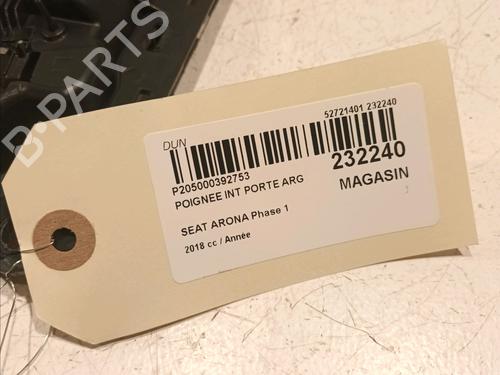 B-PARTS
DUN
52721401 232240
P205000392753
232240
POIGNEE INT PORTE ARG
MAGASIN
SEAT ARONA Phase 1
2018 cc / Année